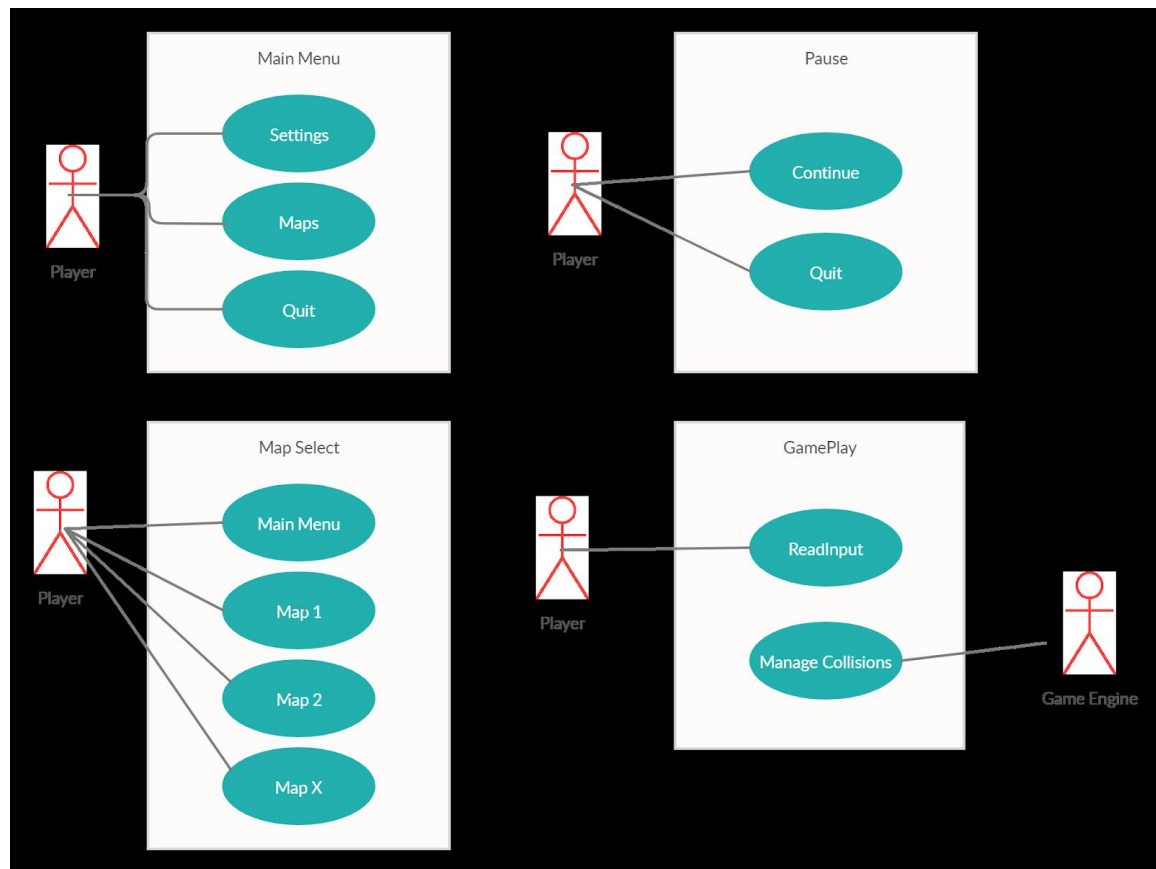 Main Menu
Settings
Maps
Quit
Player
Pause
Continue
Quit
Player
Map Select
Main Menu
Map 1
Map 2
Map X
Player
GamePlay
ReadInput
Manage Collisions
Player
Game Engine